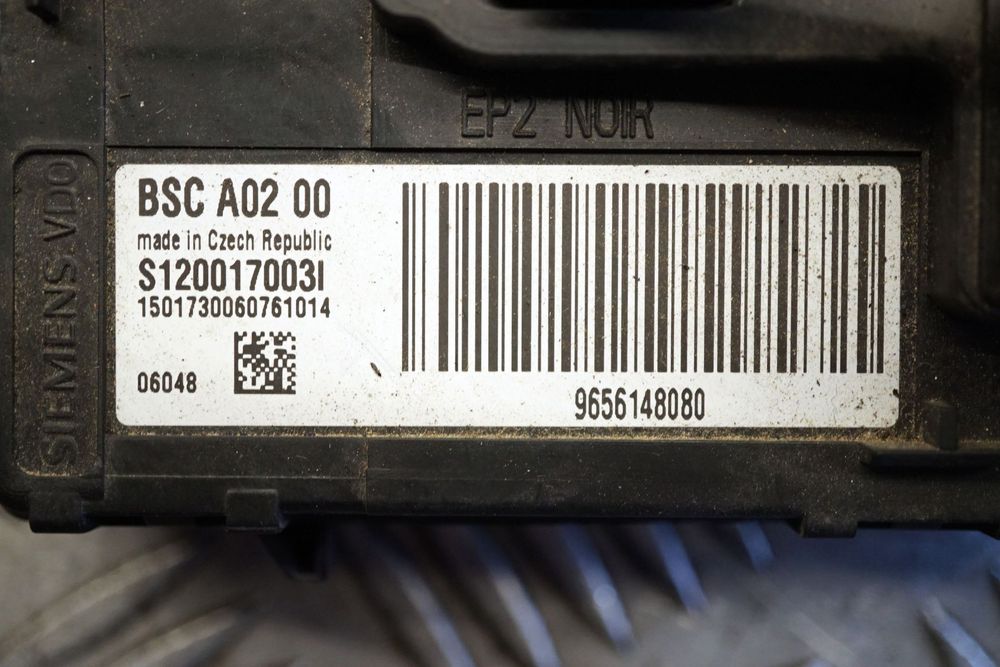 EP2 NOIR
SIEMENS VDO
BSC A02 00
made in Czech Republic
S120017003I
1501730060761014
06048
9656148080